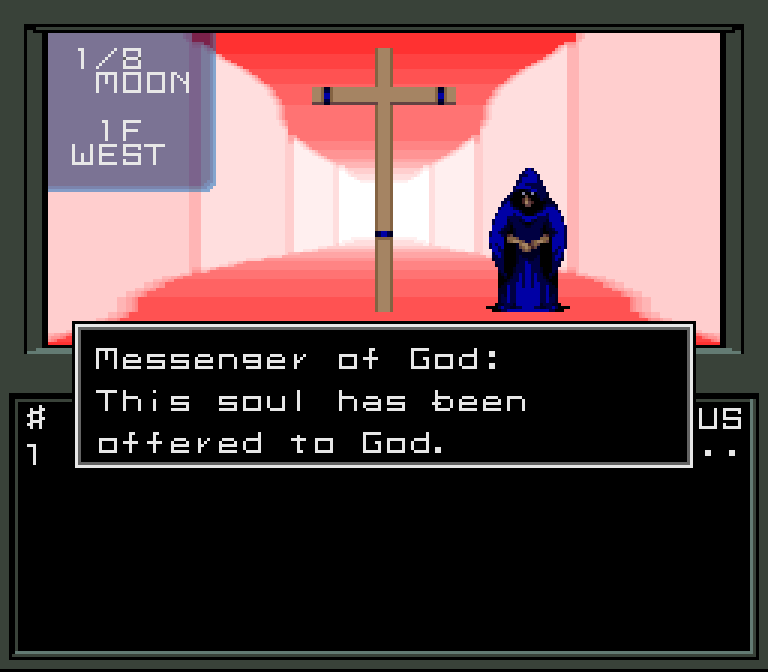 1/8
MOON
1F
WEST
Messenger of God:
This soul has been
offered to God.
# US
1 ..